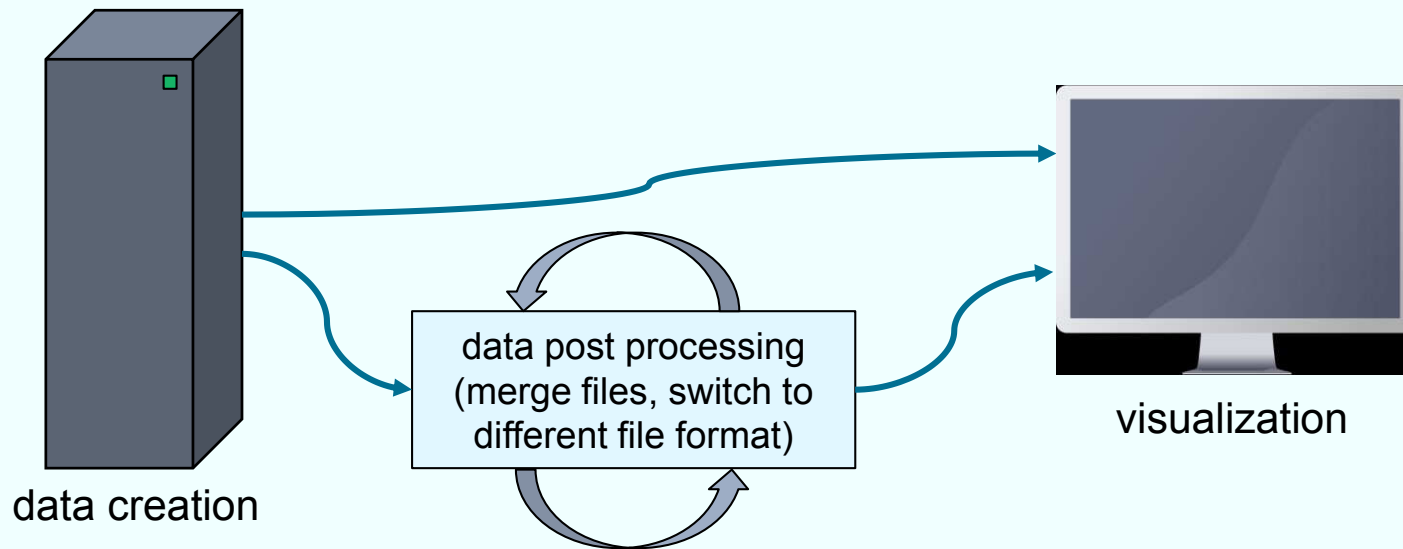 data creation
data post processing
(merge files, switch to
different file format)
visualization